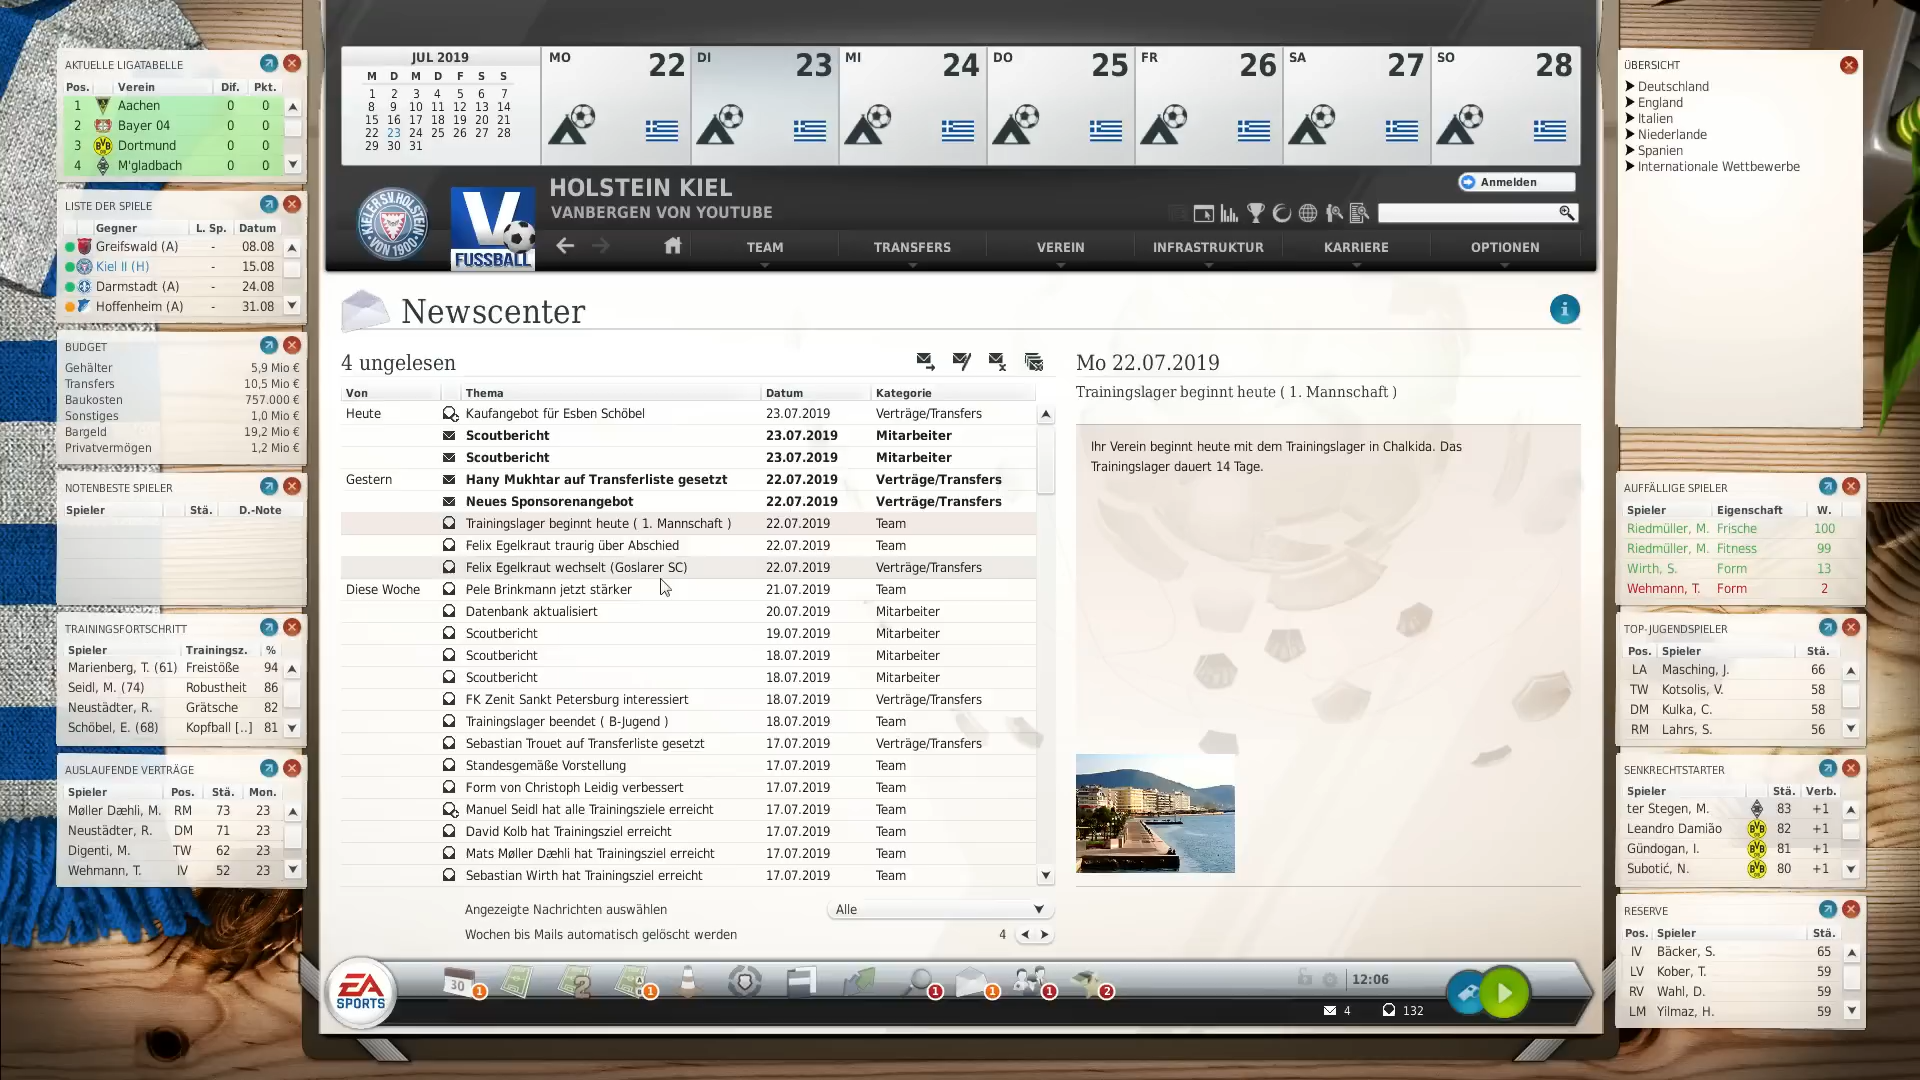 AKTUELLE LIGATABELLE
Pos. Verein Dif. Pkt.
1 Aachen 0 0
2 Bayer 04 0 0
3 Dortmund 0 0
4 M'gladbach 0 0
LISTE DER SPIELE
Gegner L. Sp. Datum
Greifswald (A) - 08.08
Kiel II (H) - 15.08
Darmstadt (A) - 24.08
Hoffenheim (A) - 31.08
BUDGET
Gehälter 5,9 Mio €
Transfers 10,5 Mio €
Baukosten 757.000 €
Sonstiges 1,0 Mio €
Bargeld 19,2 Mio €
Privatvermögen 1,2 Mio €
NOTENBESTE SPIELER
Spieler Stä. D.-Note
TRAININGSFORTSCHRITT
Spieler Trainingsz. %
Marienberg, T. (61) Freistöße 94
Seidl, M. (74) Robustheit 86
Neustädter, R. Grätsche 82
Schöbel, E. (68) Kopfball [..] 81
AUSLAUFENDE VERTRÄGE
Spieler Pos. Stä. Mon.
Møller Dæhli, M. RM 73 23
Neustädter, R. DM 71 23
Digenti, M. TW 62 23
Wehmann, T. IV 52 23
JUL 2019
M D M D F S S
1 2 3 4 5 6 7
8 9 10 11 12 13 14
15 16 17 18 19 20 21
22 23 24 25 26 27 28
29 30 31
MO 22 DI 23 MI 24 DO 25 FR 26 SA 27 SO 28
KIELER S.V. HOLSTEIN VON 1900
V FUSSBALL
HOLSTEIN KIEL
VANBERGEN VON YOUTUBE
Anmelden
TEAM TRANSFERS VEREIN INFRASTRUKTUR KARRIERE OPTIONEN
Newscenter
4 ungelesen
Von Thema Datum Kategorie
Heute Kaufangebot für Esben Schöbel 23.07.2019 Verträge/Transfers
Scoutbericht 23.07.2019 Mitarbeiter
Scoutbericht 23.07.2019 Mitarbeiter
Gestern Hany Mukhtar auf Transferliste gesetzt 22.07.2019 Verträge/Transfers
Neues Sponsorenangebot 22.07.2019 Verträge/Transfers
Trainingslager beginnt heute ( 1. Mannschaft ) 22.07.2019 Team
Felix Egelkraut traurig über Abschied 22.07.2019 Team
Felix Egelkraut wechselt (Goslarer SC) 22.07.2019 Verträge/Transfers
Diese Woche Pele Brinkmann jetzt stärker 21.07.2019 Team
Datenbank aktualisiert 20.07.2019 Mitarbeiter
Scoutbericht 19.07.2019 Mitarbeiter
Scoutbericht 18.07.2019 Mitarbeiter
Scoutbericht 18.07.2019 Mitarbeiter
FK Zenit Sankt Petersburg interessiert 18.07.2019 Verträge/Transfers
Trainingslager beendet ( B-Jugend ) 18.07.2019 Team
Sebastian Trouet auf Transferliste gesetzt 17.07.2019 Verträge/Transfers
Standesgemäße Vorstellung 17.07.2019 Team
Form von Christoph Leidig verbessert 17.07.2019 Team
Manuel Seidl hat alle Trainingsziele erreicht 17.07.2019 Team
David Kolb hat Trainingsziel erreicht 17.07.2019 Team
Mats Møller Dæhli hat Trainingsziel erreicht 17.07.2019 Team
Sebastian Wirth hat Trainingsziel erreicht 17.07.2019 Team
Angezeigte Nachrichten auswählen Alle
Wochen bis Mails automatisch gelöscht werden 4
Mo 22.07.2019
Trainingslager beginnt heute ( 1. Mannschaft )
Ihr Verein beginnt heute mit dem Trainingslager in Chalkida. Das
Trainingslager dauert 14 Tage.
EA SPORTS
30 1 2 1 1 1 1 2
12:06
4 132
ÜBERSICHT
Deutschland
England
Italien
Niederlande
Spanien
Internationale Wettbewerbe
AUFFÄLLIGE SPIELER
Spieler Eigenschaft W.
Riedmüller, M. Frische 100
Riedmüller, M. Fitness 99
Wirth, S. Form 13
Wehmann, T. Form 2
TOP-JUGENDSPIELER
Pos. Spieler Stä.
LA Masching, J. 66
TW Kotsolis, V. 58
DM Kulka, C. 58
RM Lahrs, S. 56
SENKRECHTSTARTER
Spieler Stä. Verb.
ter Stegen, M. 83 +1
Leandro Damião 82 +1
Gündogan, I. 81 +1
Subotić, N. 80 +1
RESERVE
Pos. Spieler Stä.
IV Bäcker, S. 65
LV Kober, T. 59
RV Wahl, D. 59
LM Yilmaz, H. 59